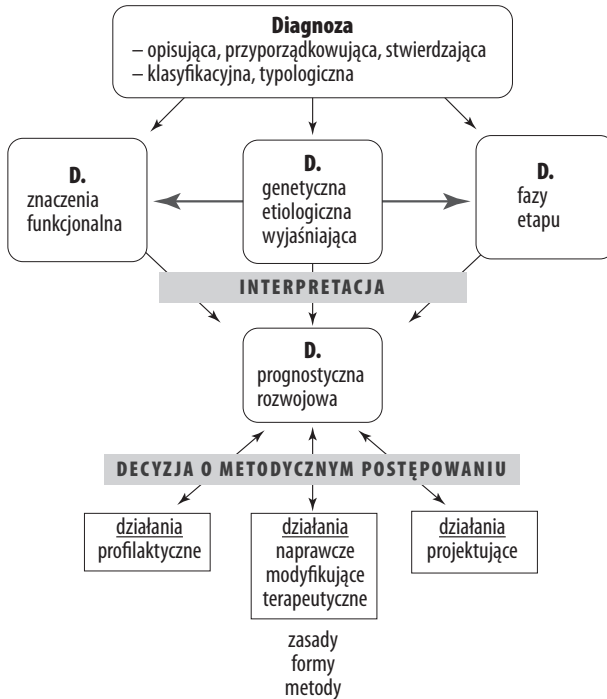 Diagnoza
– opisująca, przyporządkowująca, stwierdzająca
– klasyfikacyjna, typologiczna
D.
znaczenia
funkcjonalna
D.
genetyczna
etiologiczna
wyjaśniająca
D.
fazy
etapu
INTERPRETACJA
D.
prognostyczna
rozwojowa
DECYZJA O METODYCZNYM POSTĘPOWANIU
działania
profilaktyczne
działania
naprawcze
modyfikujące
terapeutyczne
działania
projektujące
zasady
formy
metody